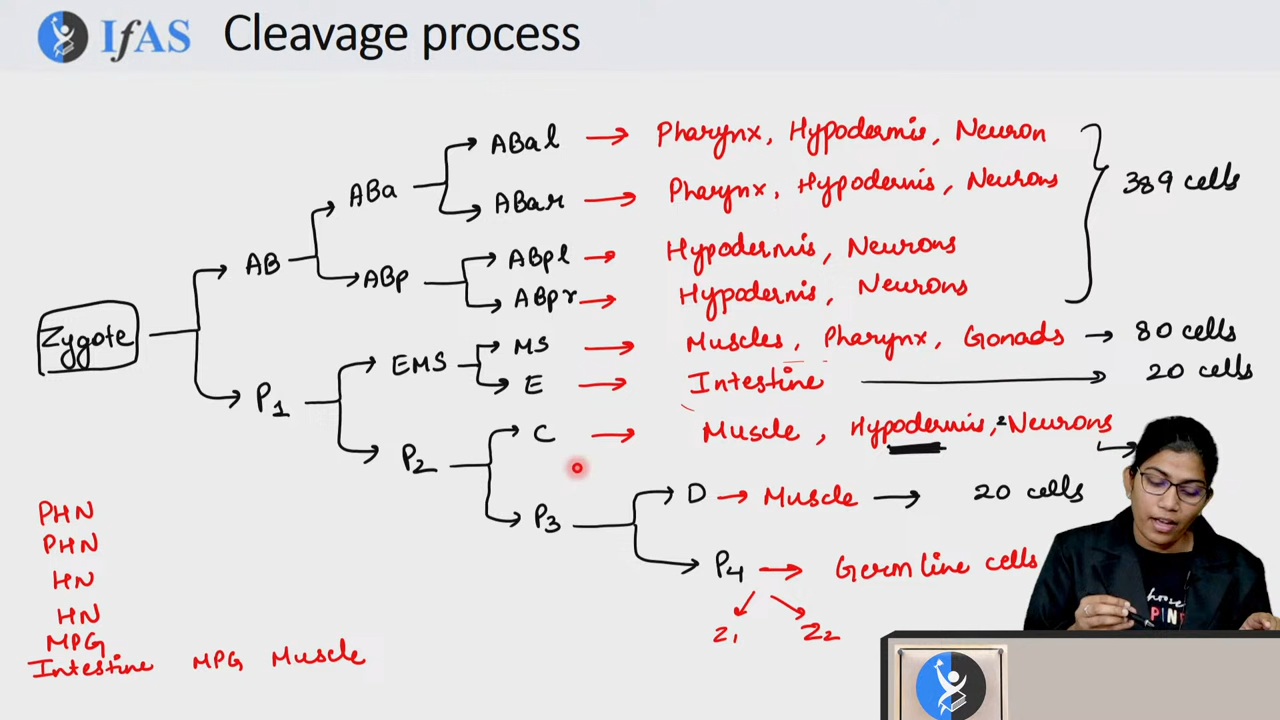 IfAS Cleavage process
ABal → Pharynx, Hypodermis, Neuron
ABar → Pharynx, Hypodermis, Neurons
389 cells
ABa
AB
ABp
ABpl → Hypodermis, Neurons
ABpr → Hypodermis, Neurons
Zygote
MS → Muscles, Pharynx, Gonads → 80 cells
EMS
E → Intestine → 20 cells
P1
C → Muscle, Hypodermis, 2 Neurons →
P2
D → Muscle → 20 cells
P3
P4 → Germ line cells
Z1 Z2
PHN
PHN
HN
HN
MPG
Intestine MPG Muscle